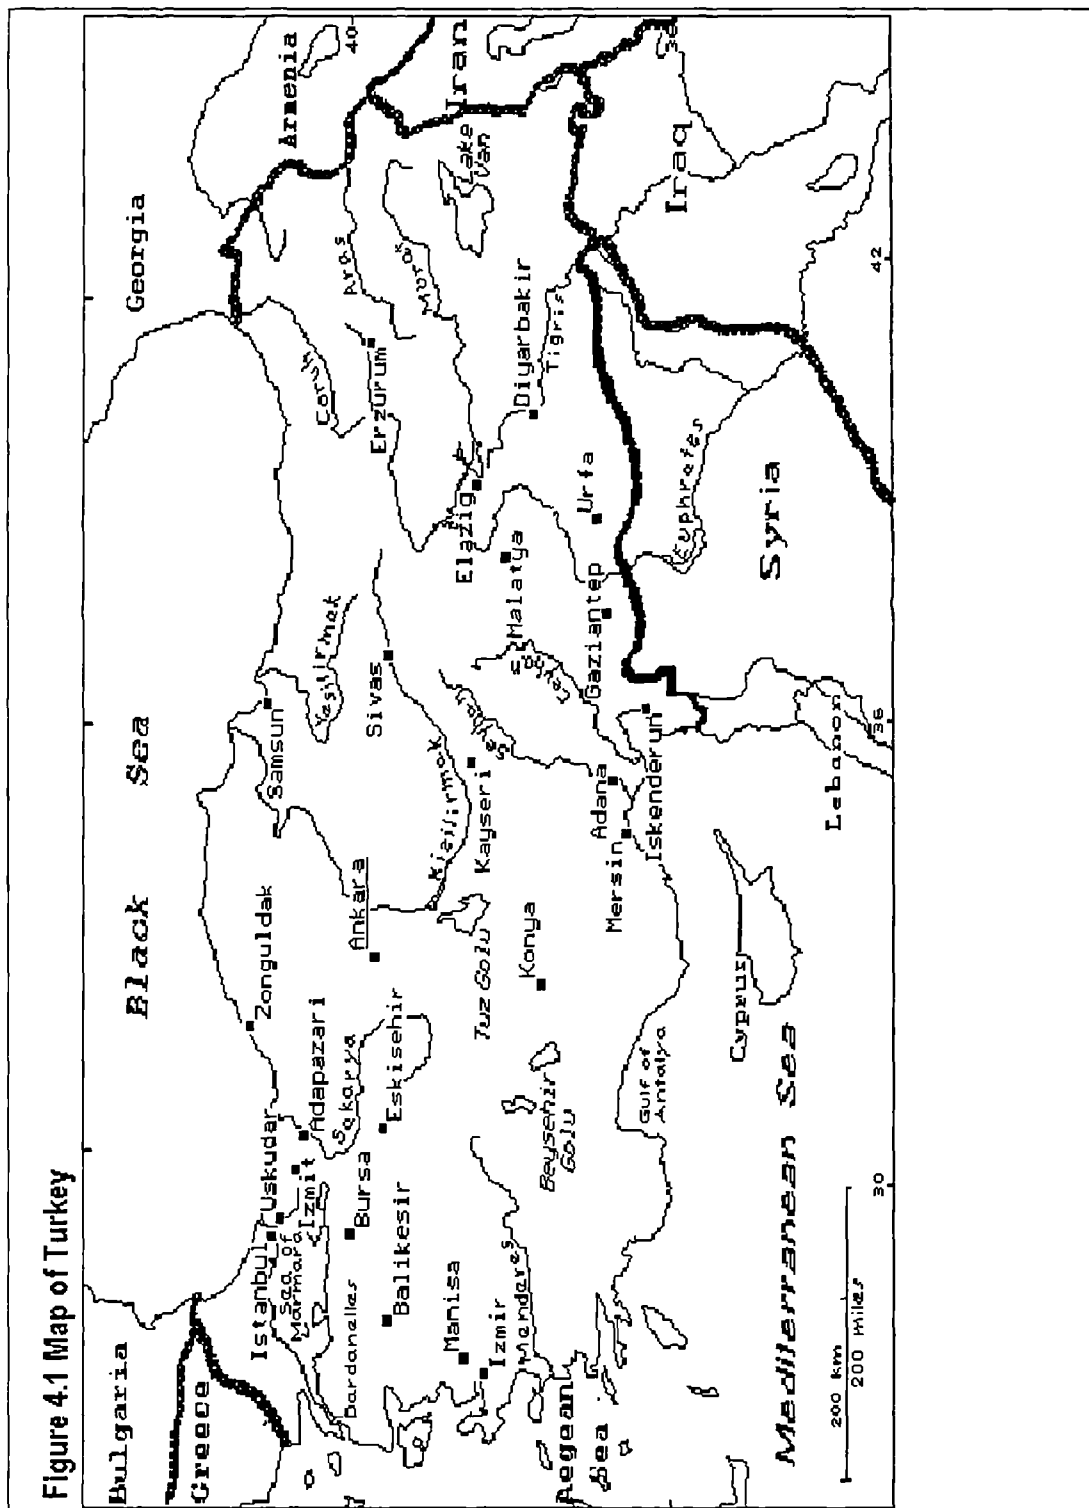 Figure 4.1 Map of Turkey
Bulgaria
Greece
Black Sea
Georgia
Armenia
40
Iran
Istanbul
Uskudar
Sea of
Marmara
Izmit
Adapazari
Zonguldak
Samsun
Yesilirmak
Coruh
Aras
Dardanelles
Bursa
Sakarya
Eskisehir
Ankara
Sivas
Erzurum
Murat
Balikesir
Kizilirmak
Kayseri
Elazig
Lake
Van
Manisa
Izmir
Tuz Golu
Konya
Seyhan
Malatya
Diyarbakir
Tigris
Menderes
Beysehir
Golu
Ceyhan
Gaziantep
Urfa
Aegean
Sea
Gulf of
Antalya
Mersin
Adana
Iskenderun
Euphrates
Iraq
38
Cyprus
Syria
Mediterranean Sea
Lebanon
200 km
200 miles
30
36
42